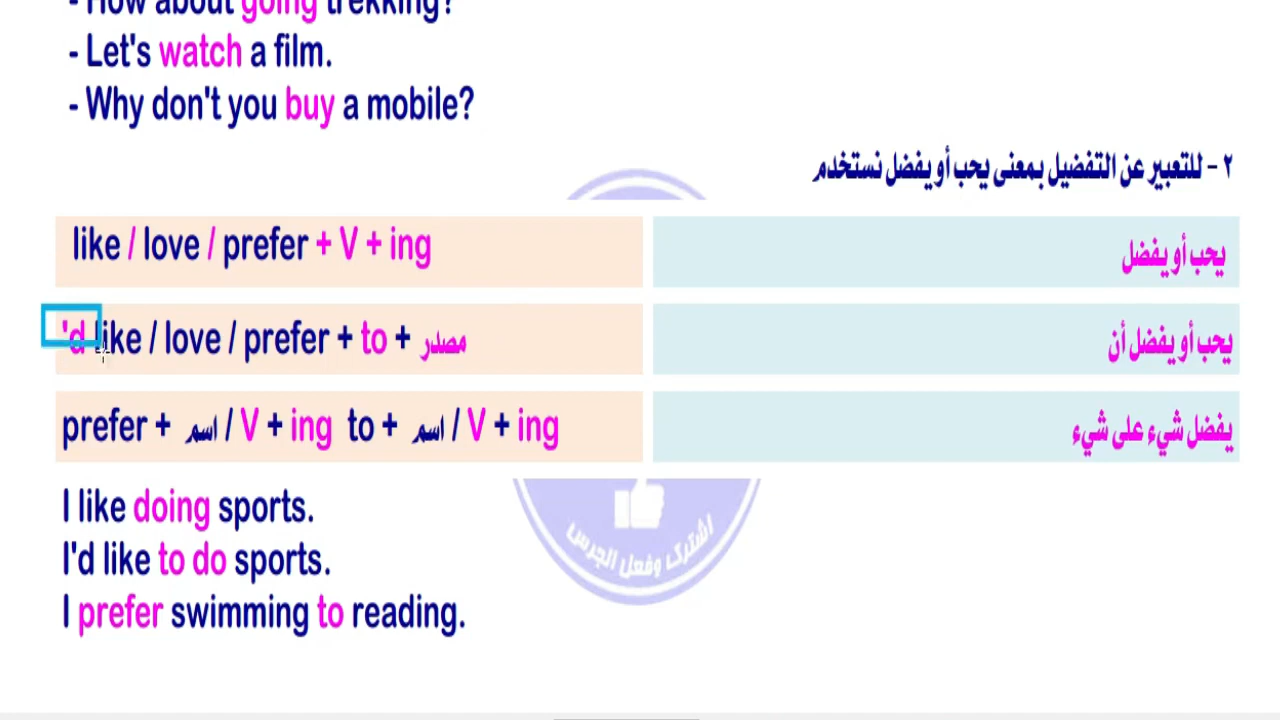 - How about going trekking?
- Let's watch a film.
- Why don't you buy a mobile?
٢ - للتعبير عن التفضيل بمعنى يحب أو يفضل نستخدم
like / love / prefer + V + ing
يحب أو يفضل
'd like / love / prefer + to + مصدر
يحب أو يفضل أن
prefer + اسم / V + ing to + اسم / V + ing
يفضل شيء على شيء
I like doing sports.
I'd like to do sports.
I prefer swimming to reading.
اشترك وفعل الجرس